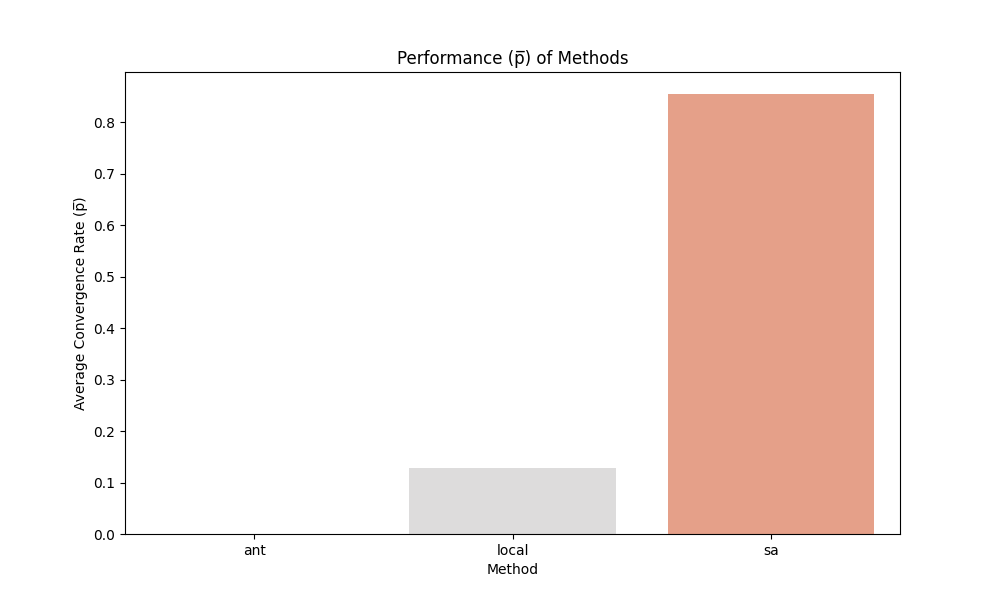 Performance (p̅) of Methods
Average Convergence Rate (p̅)
0.8
0.7
0.6
0.5
0.4
0.3
0.2
0.1
0.0
ant local sa
Method